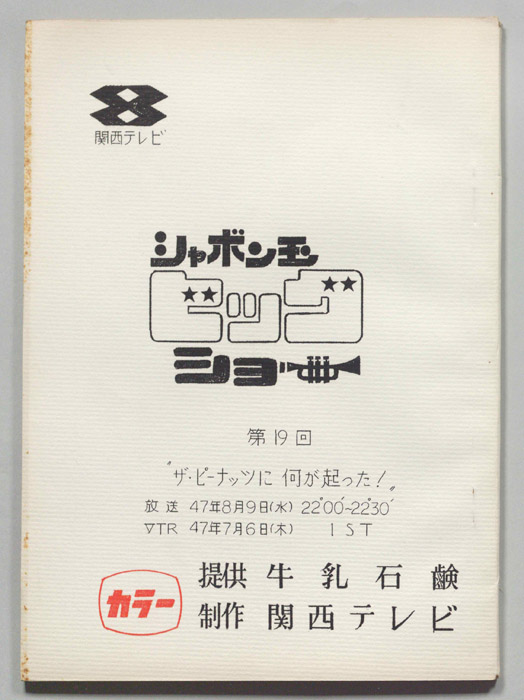 関西テレビ
シャボン玉
ビッグ
ショー
第19回
"ザ・ピーナッツに 何が起った!"
放送 47年8月9日(水) 22°00′~22°30′
VTR 47年7月6日(木) 1ST
カラー
提供 牛乳石鹸
制作 関西テレビ